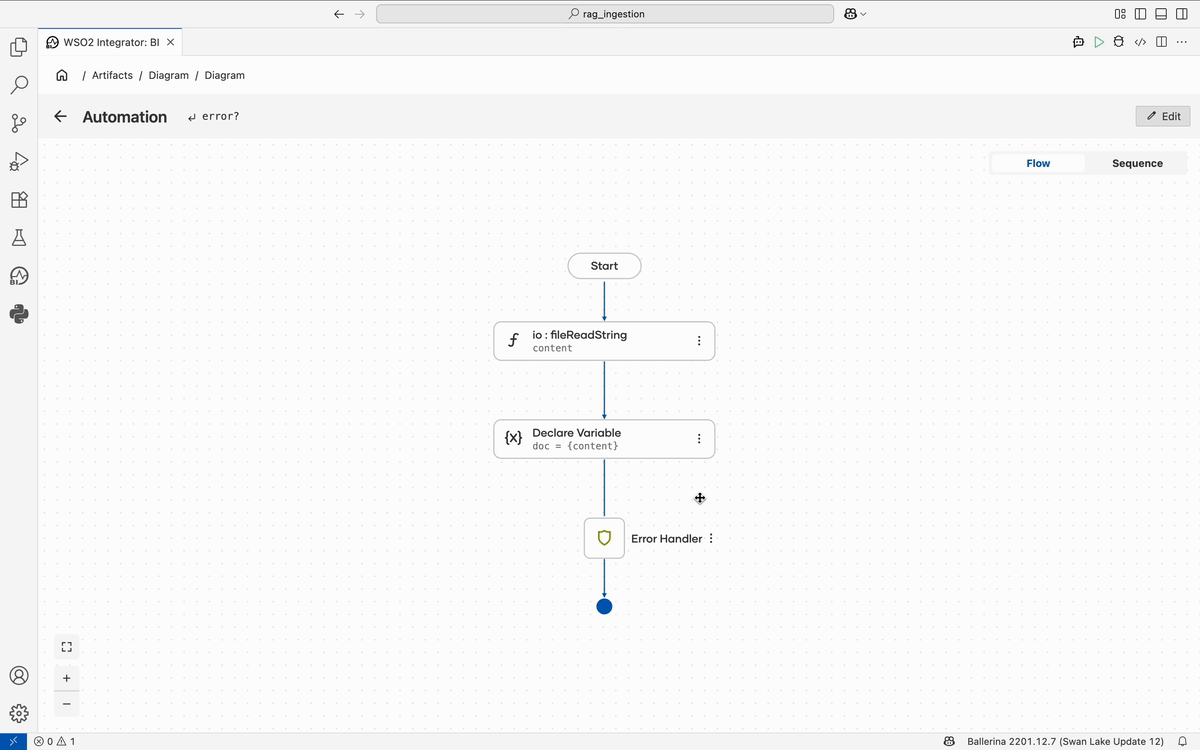 rag_ingestion
WSO2 Integrator: BI
/ Artifacts / Diagram / Diagram
Automation
error?
Edit
Flow
Sequence
Start
io : fileReadString
content
{x}
Declare Variable
doc = {content}
Error Handler
BI
+
−
0
1
Ballerina 2201.12.7 (Swan Lake Update 12)